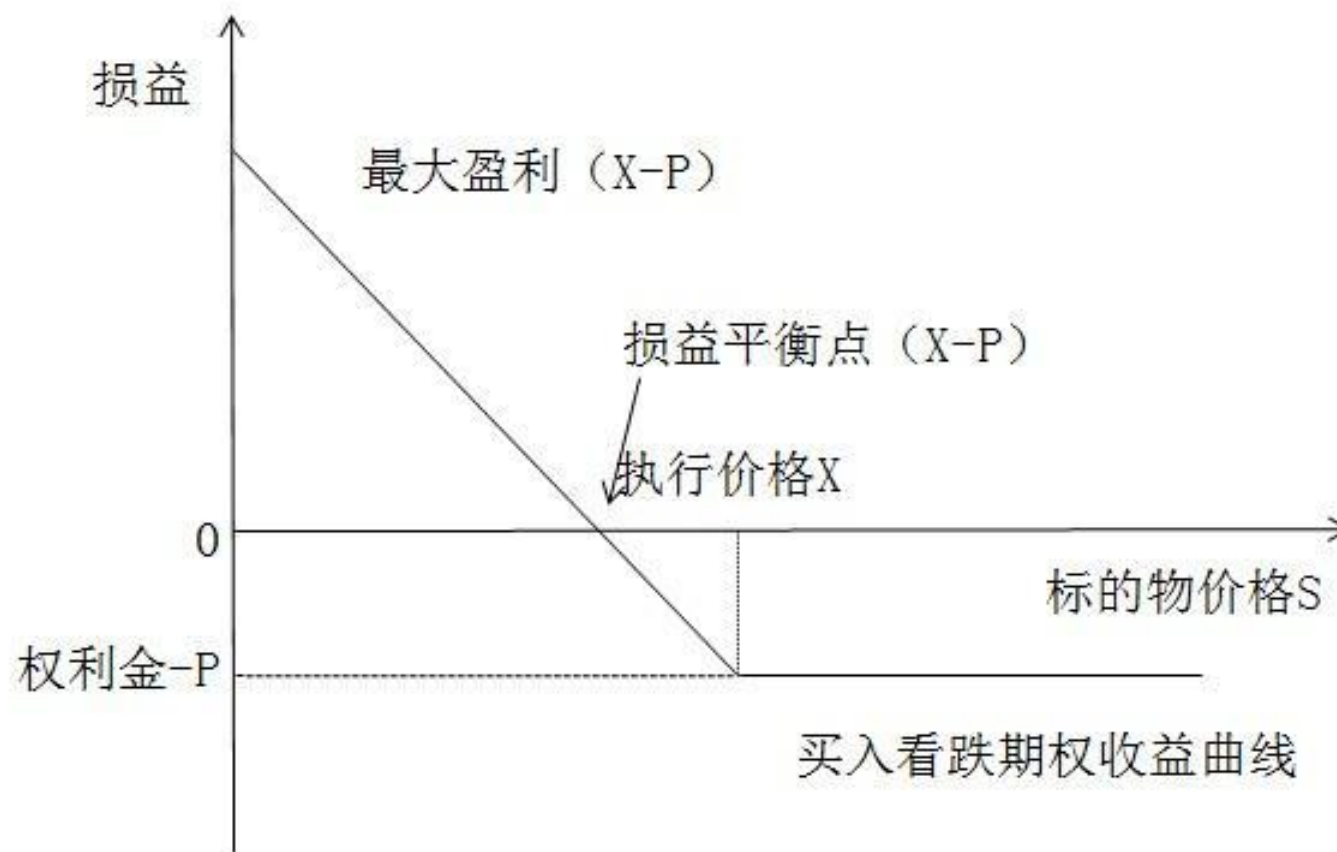 损益
最大盈利（X-P）
损益平衡点（X-P）
执行价格X
0
标的物价格S
权利金-P
买入看跌期权收益曲线